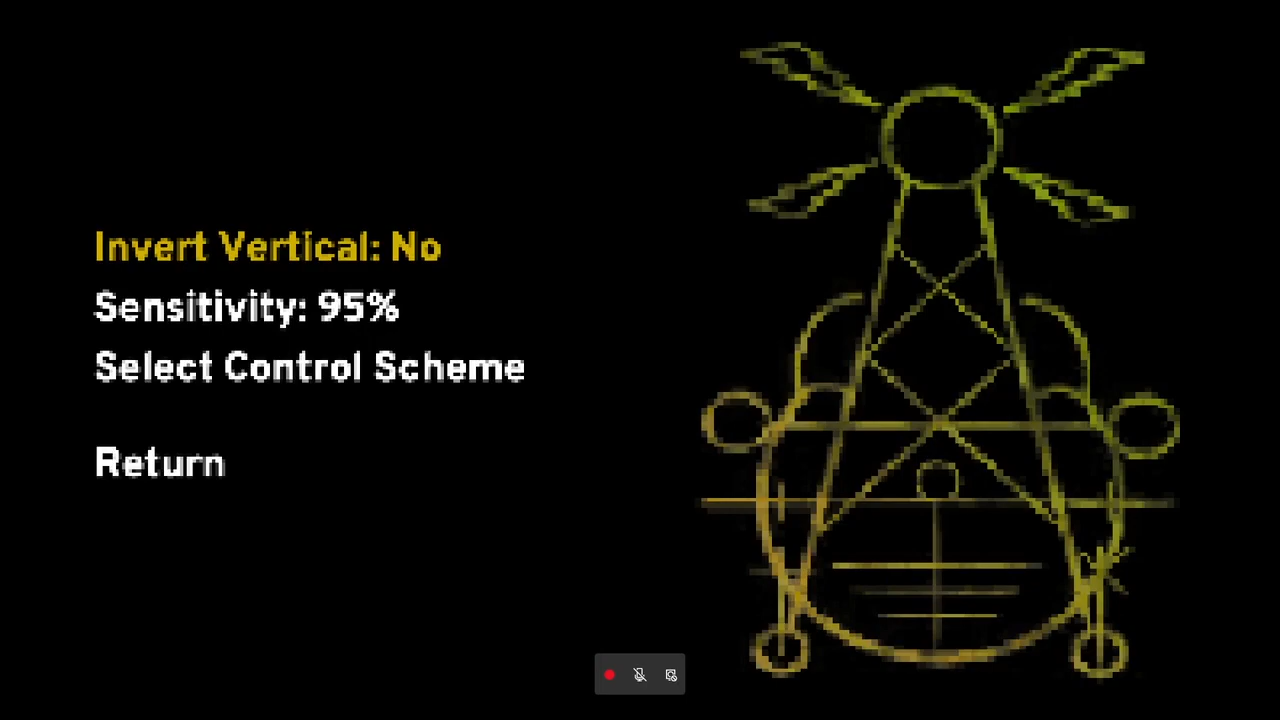 Invert Vertical: No
Sensitivity: 95%
Select Control Scheme
Return